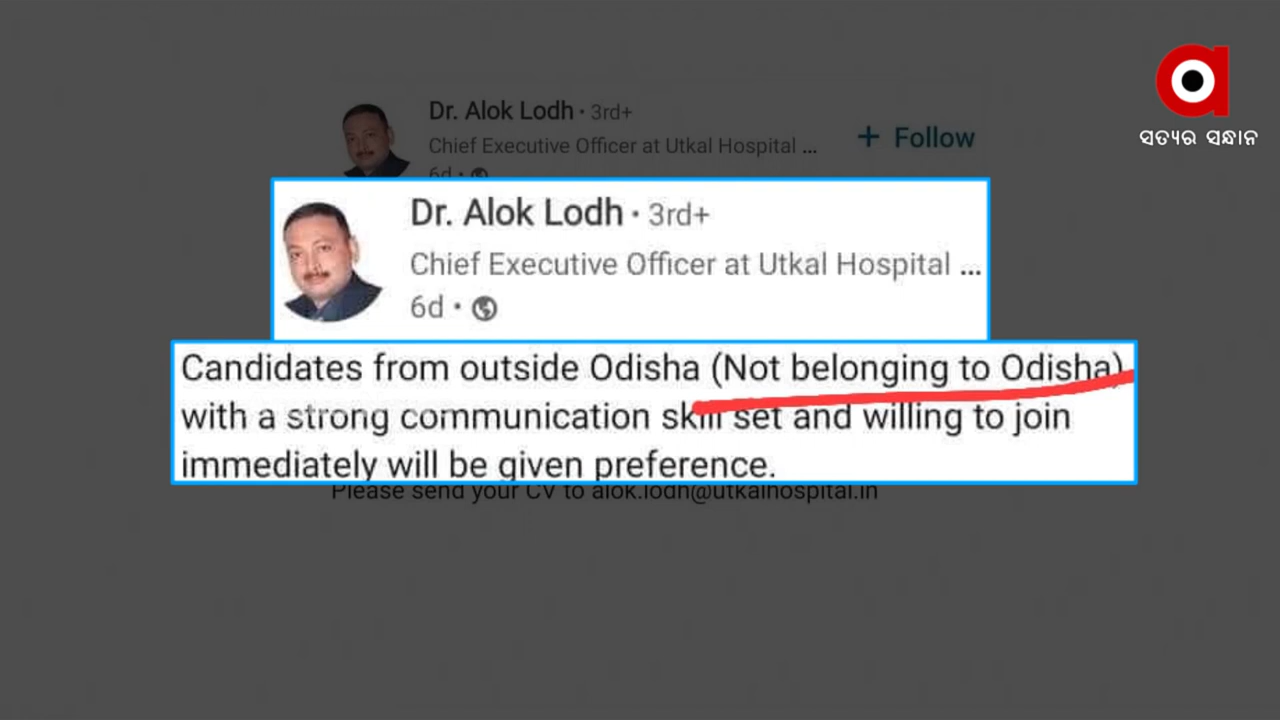 ସତ୍ୟର ସନ୍ଧାନ
Dr. Alok Lodh · 3rd+
Chief Executive Officer at Utkal Hospital ...
+ Follow
6d ·
Dr. Alok Lodh · 3rd+
Chief Executive Officer at Utkal Hospital ...
6d ·
Candidates from outside Odisha (Not belonging to Odisha)
with a strong communication skill set and willing to join
immediately will be given preference.
Please send your CV to alok.lodh@utkalhospital.in